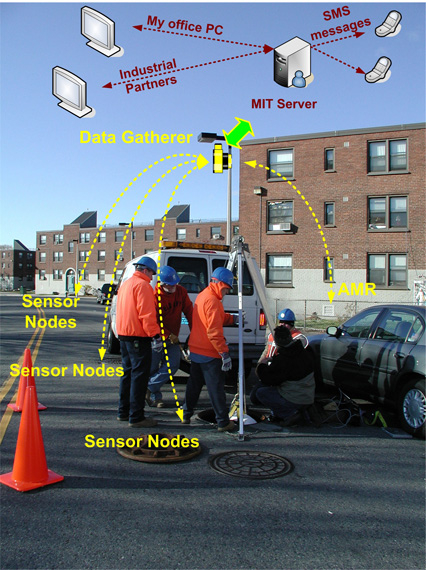 My office PC
SMS
messages
Industrial
Partners
MIT Server
Data Gatherer
AMR
Sensor
Nodes
Sensor Nodes
Sensor Nodes